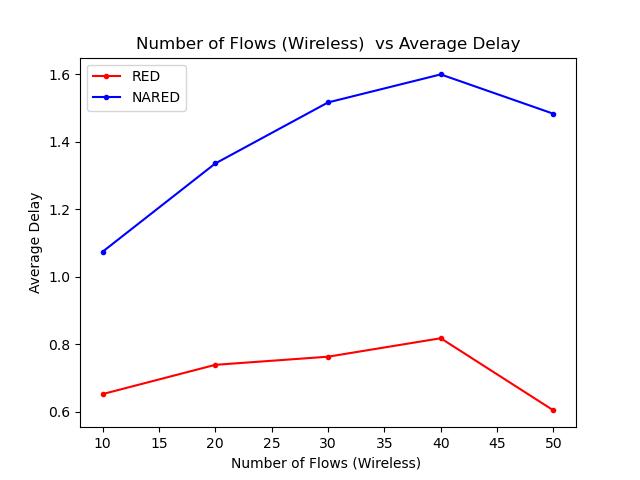 Number of Flows (Wireless)  vs Average Delay
RED
NARED
1.6
1.4
1.2
1.0
0.8
0.6
Average Delay
10 15 20 25 30 35 40 45 50
Number of Flows (Wireless)